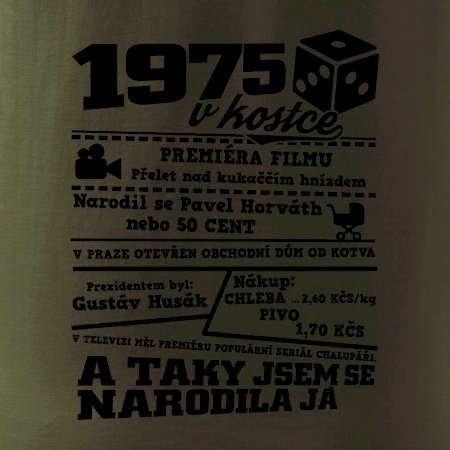 1975
v kostce
PREMIÉRA FILMU
Přelet nad kukaččím hnízdem
Narodil se Pavel Horváth
nebo 50 CENT
V PRAZE OTEVŘEN OBCHODNÍ DŮM OD KOTVA
Prezidentem byl:
Gustáv Husák
Nákup:
CHLEBA ... 2,60 KČS/kg
PIVO
1,70 KČS
V TELEVIZI MĚL PREMIÉRU POPULÁRNÍ SERIÁL CHALUPÁŘI.
A TAKY JSEM SE
NARODILA JÁ